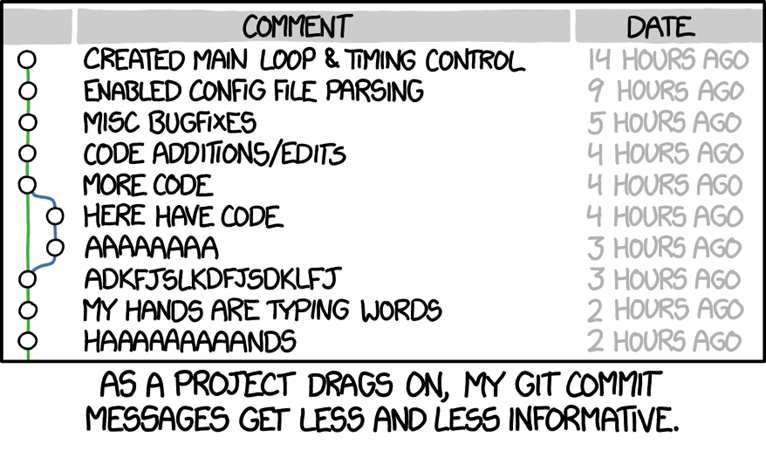 COMMENT DATE
CREATED MAIN LOOP & TIMING CONTROL 14 HOURS AGO
ENABLED CONFIG FILE PARSING 9 HOURS AGO
MISC BUGFIXES 5 HOURS AGO
CODE ADDITIONS/EDITS 4 HOURS AGO
MORE CODE 4 HOURS AGO
HERE HAVE CODE 4 HOURS AGO
AAAAAAAA 3 HOURS AGO
ADKFJSLKDFJSDKLFJ 3 HOURS AGO
MY HANDS ARE TYPING WORDS 2 HOURS AGO
HAAAAAAAAANDS 2 HOURS AGO
AS A PROJECT DRAGS ON, MY GIT COMMIT
MESSAGES GET LESS AND LESS INFORMATIVE.